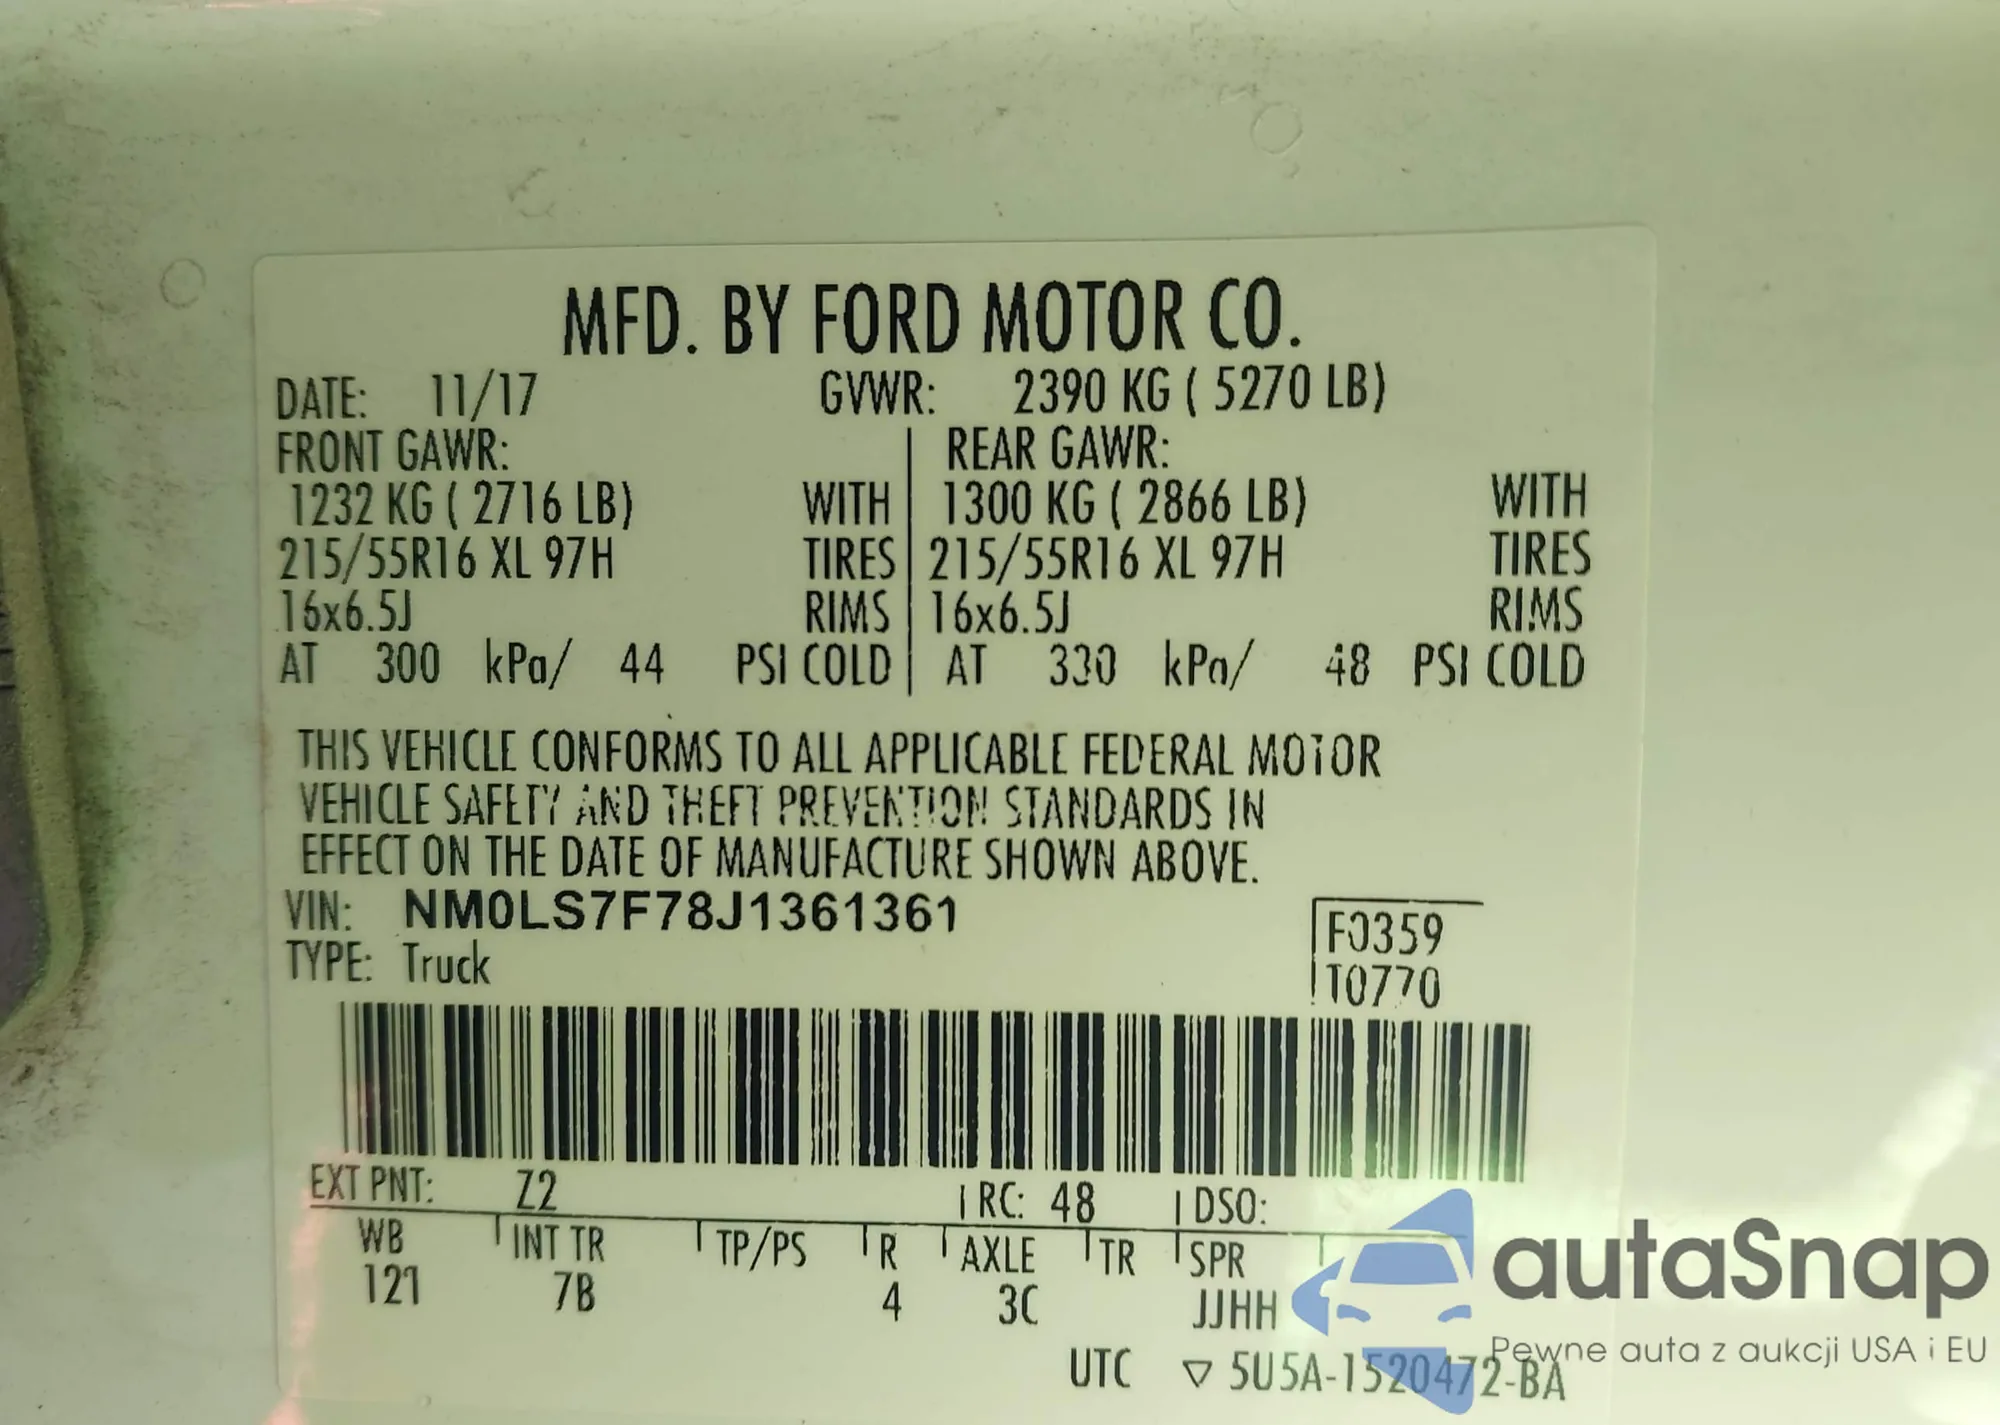 MFD. BY FORD MOTOR CO.
DATE: 11/17 GVWR: 2390 KG ( 5270 LB)
FRONT GAWR: REAR GAWR:
1232 KG ( 2716 LB) WITH 1300 KG ( 2866 LB) WITH
215/55R16 XL 97H TIRES 215/55R16 XL 97H TIRES
16x6.5J RIMS 16x6.5J RIMS
AT 300 kPa/ 44 PSI COLD AT 330 kPa/ 48 PSI COLD
THIS VEHICLE CONFORMS TO ALL APPLICABLE FEDERAL MOTOR
VEHICLE SAFETY AND THEFT PREVENTION STANDARDS IN
EFFECT ON THE DATE OF MANUFACTURE SHOWN ABOVE.
VIN: NM0LS7F78J1361361
F0359
TYPE: Truck
T0770
EXT PNT: Z2 RC: 48 DSO:
WB INT TR TP/PS R AXLE TR SPR
121 7B 4 3C JJHH
UTC ▽ 5U5A-1520472-BA
autaSnap
Pewne auta z aukcji USA i EU